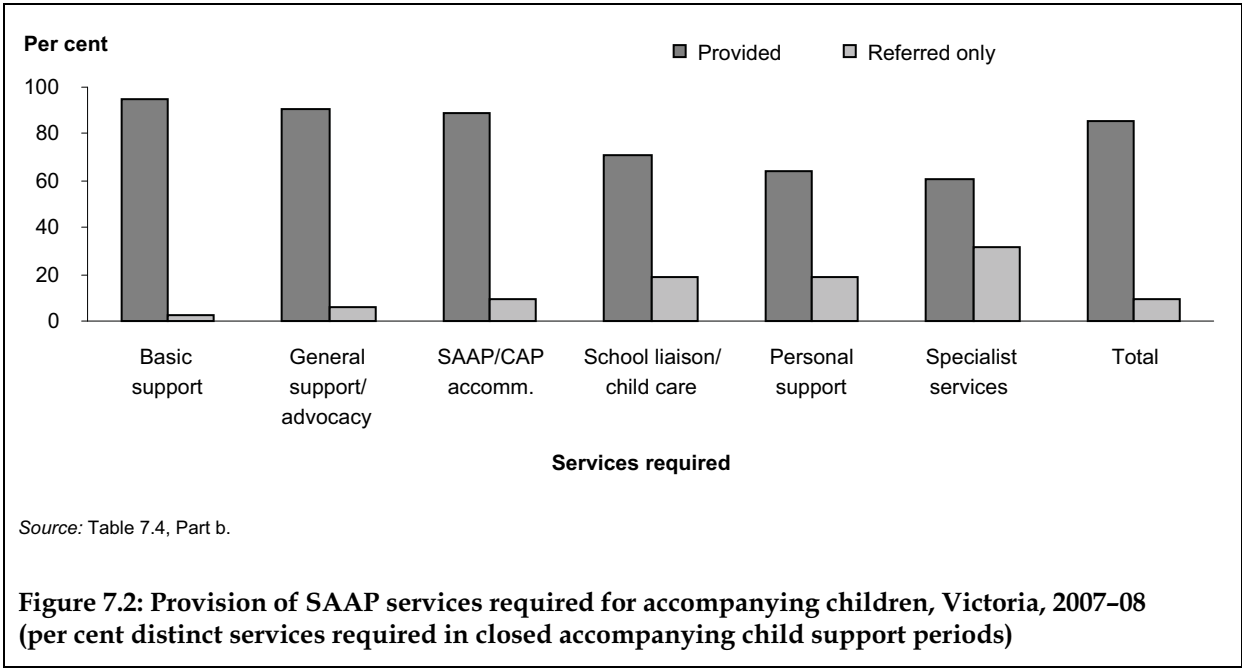 Per cent
Provided
Referred only
100
80
60
40
20
0
Basic
support
General
support/
advocacy
SAAP/CAP
accomm.
School liaison/
child care
Personal
support
Specialist
services
Total
Services required
Source: Table 7.4, Part b.
Figure 7.2: Provision of SAAP services required for accompanying children, Victoria, 2007–08
(per cent distinct services required in closed accompanying child support periods)